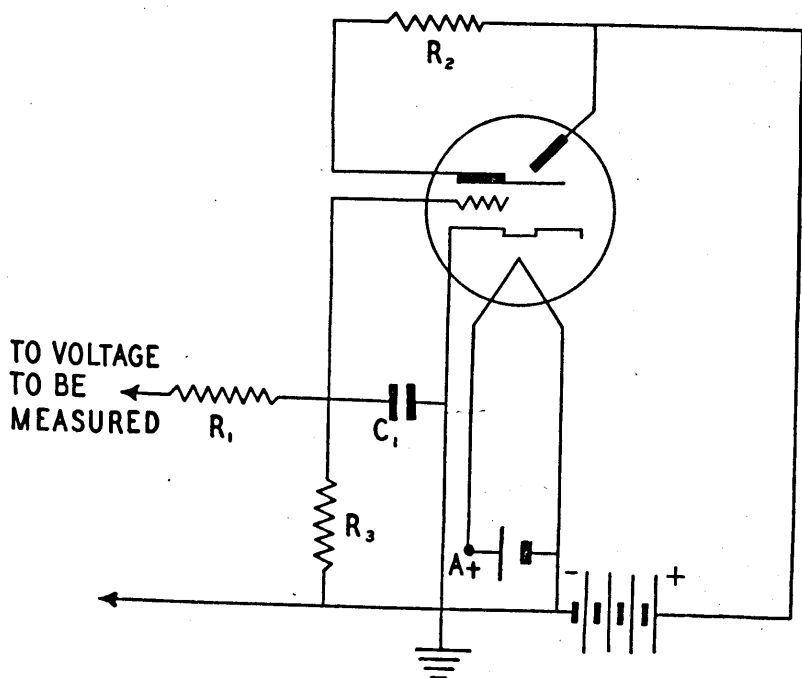 R₂
TO VOLTAGE
TO BE
MEASURED
R₁
C₁
R₃
A+
- +